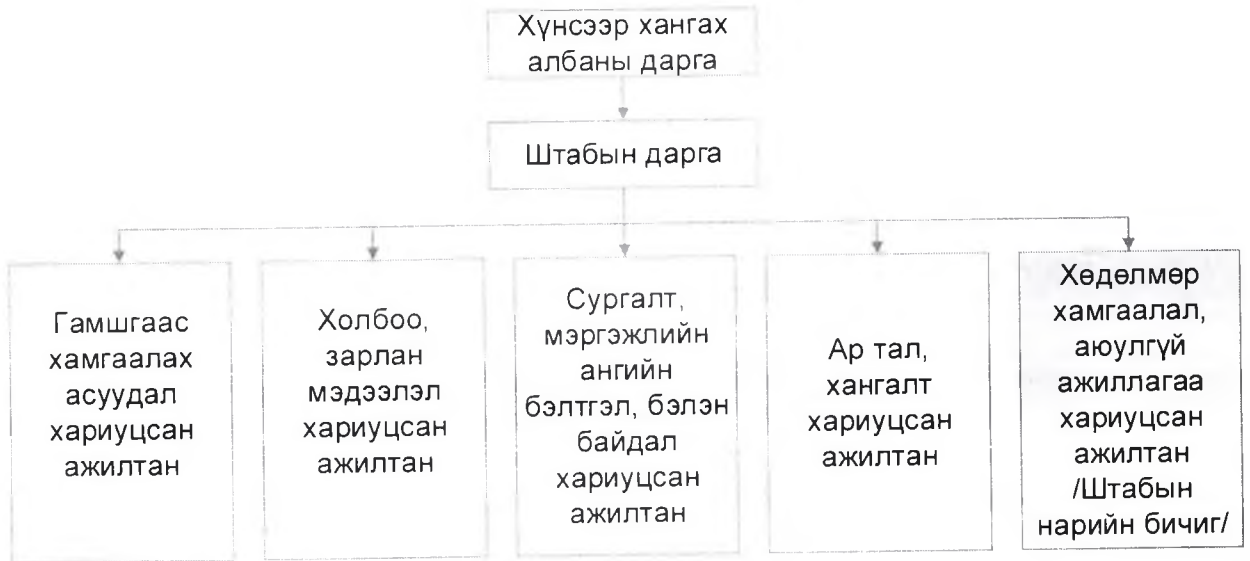 Хүнсээр хангах
албаны дарга
Штабын дарга
Гамшгаас
хамгаалах
асуудал
хариуцсан
ажилтан
Холбоо,
зарлан
мэдээлэл
хариуцсан
ажилтан
Сургалт,
мэргэжлийн
ангийн
бэлтгэл, бэлэн
байдал
хариуцсан
ажилтан
Ар тал,
хангалт
хариуцсан
ажилтан
Хөдөлмөр
хамгаалал,
аюулгүй
ажиллагаа
хариуцсан
ажилтан
/Штабын
нарийн бичиг/